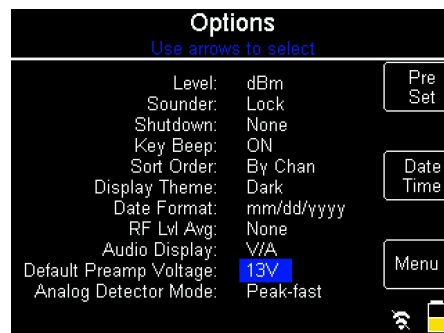 Options
Use arrows to select
Level: dBm
Sounder: Lock
Shutdown: None
Key Beep: ON
Sort Order: By Chan
Display Theme: Dark
Date Format: mm/dd/yyyy
RF Lvl Avg: None
Audio Display: V/A
Default Preamp Voltage: 13V
Analog Detector Mode: Peak-fast
Pre
Set
Date
Time
Menu